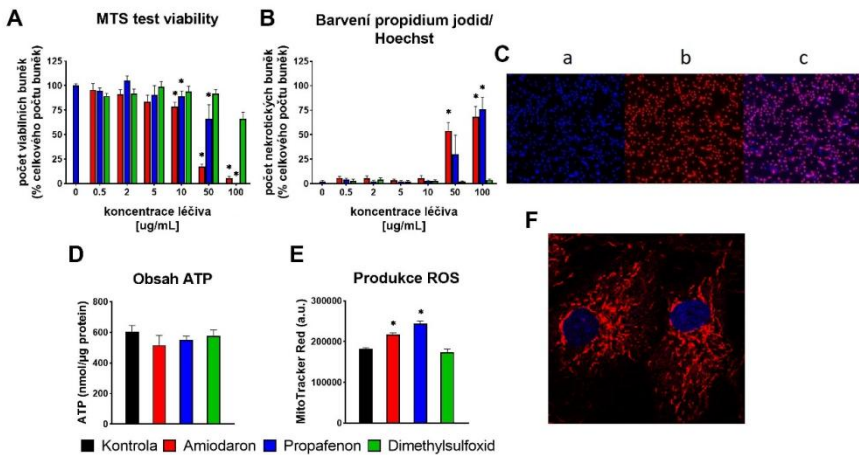 A
MTS test viability
počet viabilních buněk
(% celkového počtu buněk)
125
100
75
50
25
0
0 0.5 2 5 10 50 100
* * * * * *
koncentrace léčiva
[ug/mL]
B
Barvení propidium jodid/
Hoechst
počet nekrotických buněk
(% celkového počtu buněk)
125
100
75
50
25
0
0 0.5 2 5 10 50 100
* * *
koncentrace léčiva
[ug/mL]
C
a b c
D
Obsah ATP
ATP (nmol/µg protein)
800
600
400
200
0
E
Produkce ROS
MitoTracker Red (a.u.)
300000
200000
100000
0
* *
F
Kontrola Amiodaron Propafenon Dimethylsulfoxid